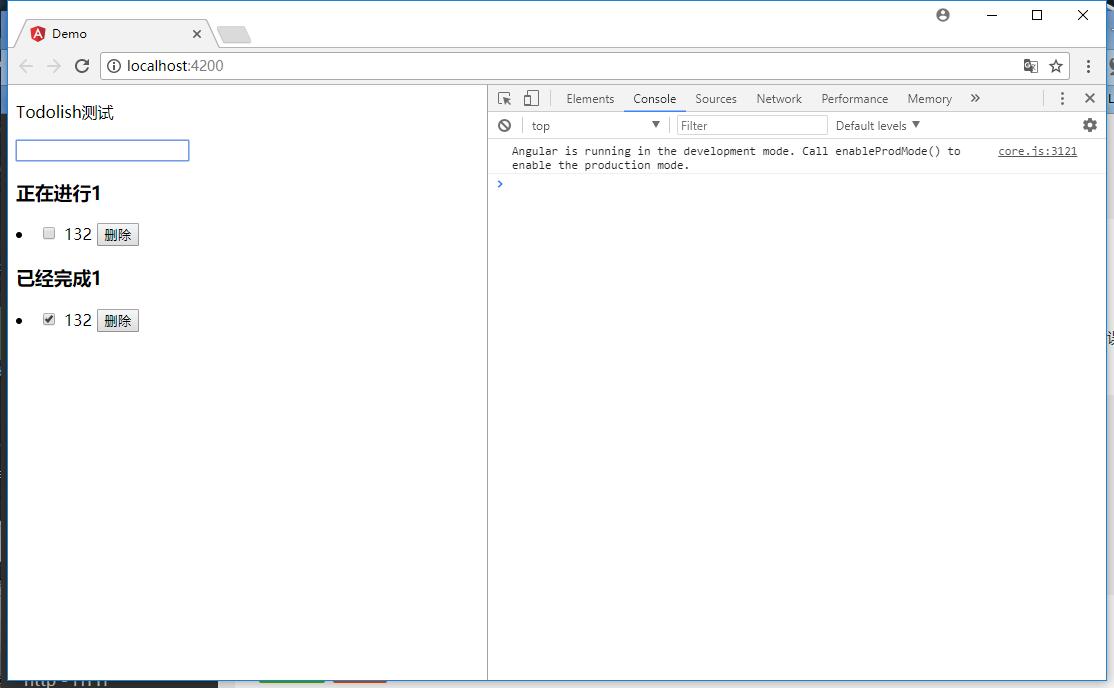 Demo
localhost:4200
Todolish测试
正在进行1
132 删除
已经完成1
132 删除
Elements Console Sources Network Performance Memory
top Filter Default levels
Angular is running in the development mode. Call enableProdMode() to core.js:3121
enable the production mode.